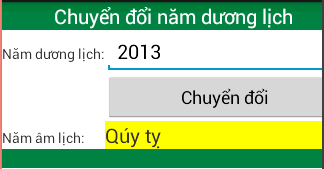 Chuyển đổi năm dương lịch
Năm dương lịch: 2013
Chuyển đổi
Năm âm lịch: Qúy tỵ